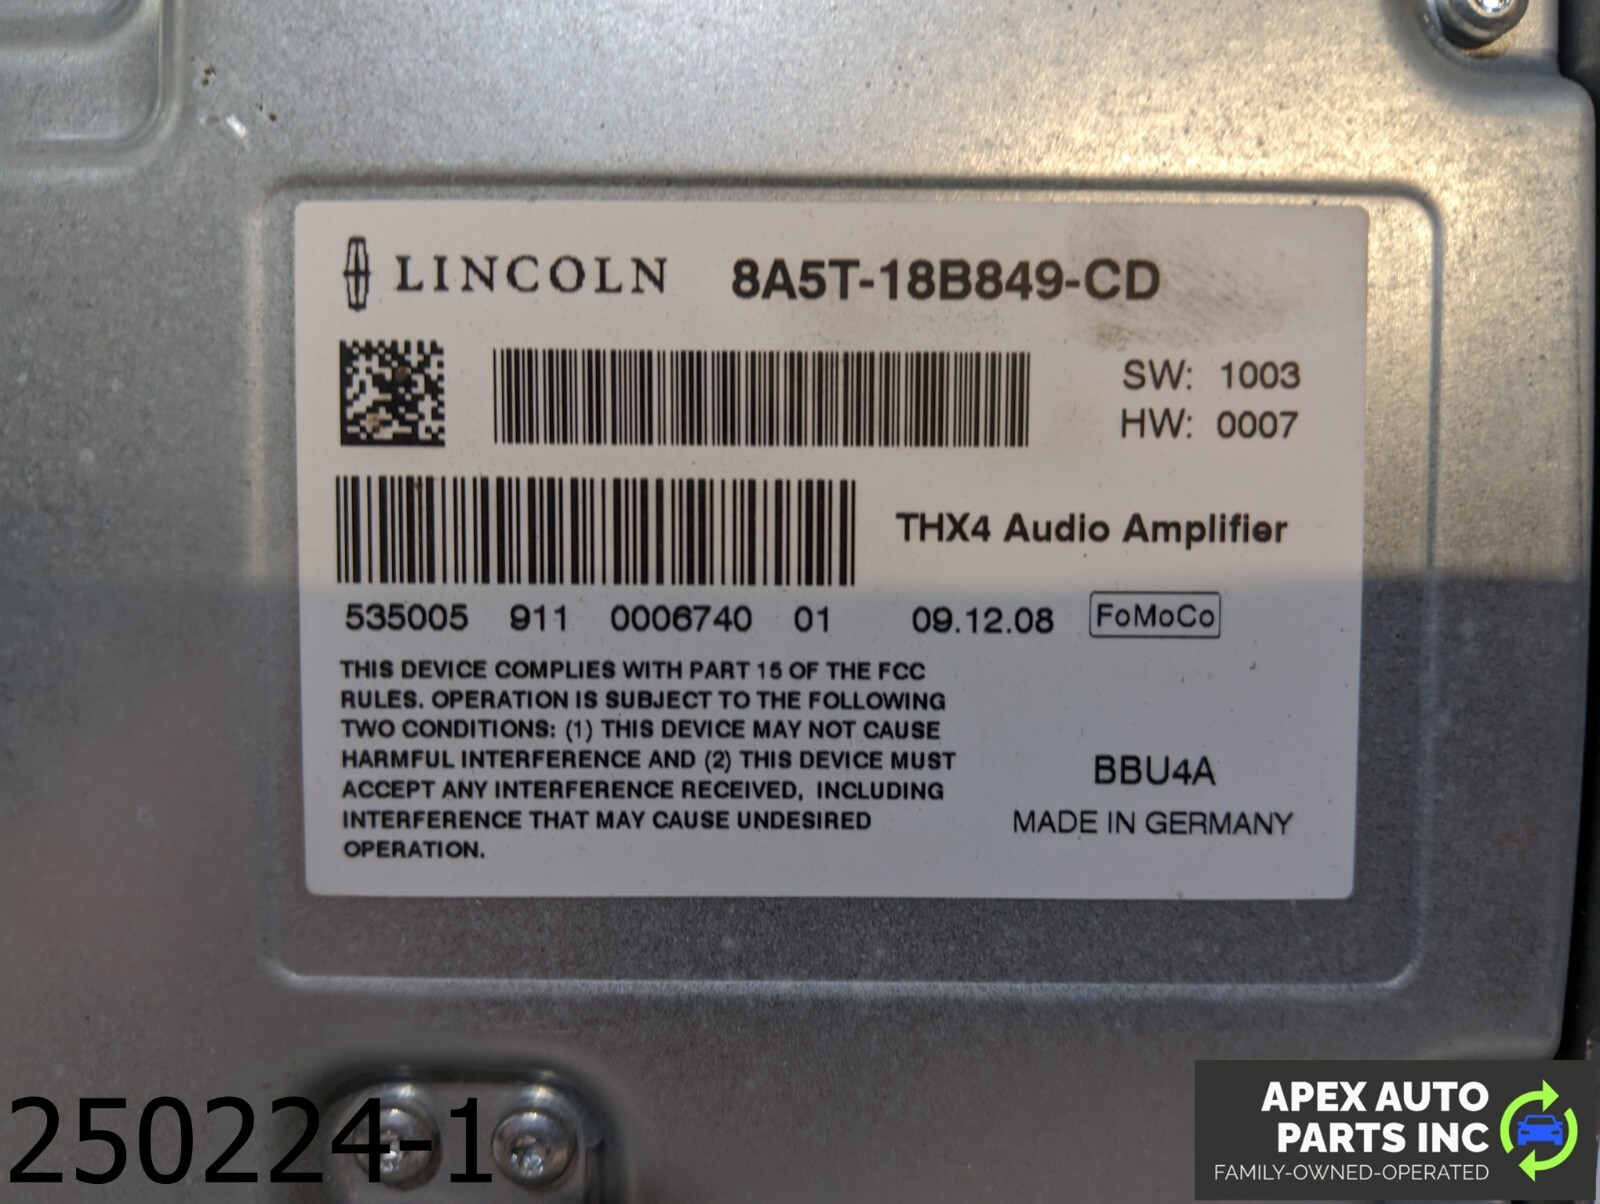 LINCOLN 8A5T-18B849-CD
SW: 1003
HW: 0007
THX4 Audio Amplifier
535005 911 0006740 01 09.12.08 FoMoCo
THIS DEVICE COMPLIES WITH PART 15 OF THE FCC
RULES. OPERATION IS SUBJECT TO THE FOLLOWING
TWO CONDITIONS: (1) THIS DEVICE MAY NOT CAUSE
HARMFUL INTERFERENCE AND (2) THIS DEVICE MUST
ACCEPT ANY INTERFERENCE RECEIVED, INCLUDING
INTERFERENCE THAT MAY CAUSE UNDESIRED
OPERATION.
BBU4A
MADE IN GERMANY
250224-1
APEX AUTO
PARTS INC
FAMILY-OWNED-OPERATED